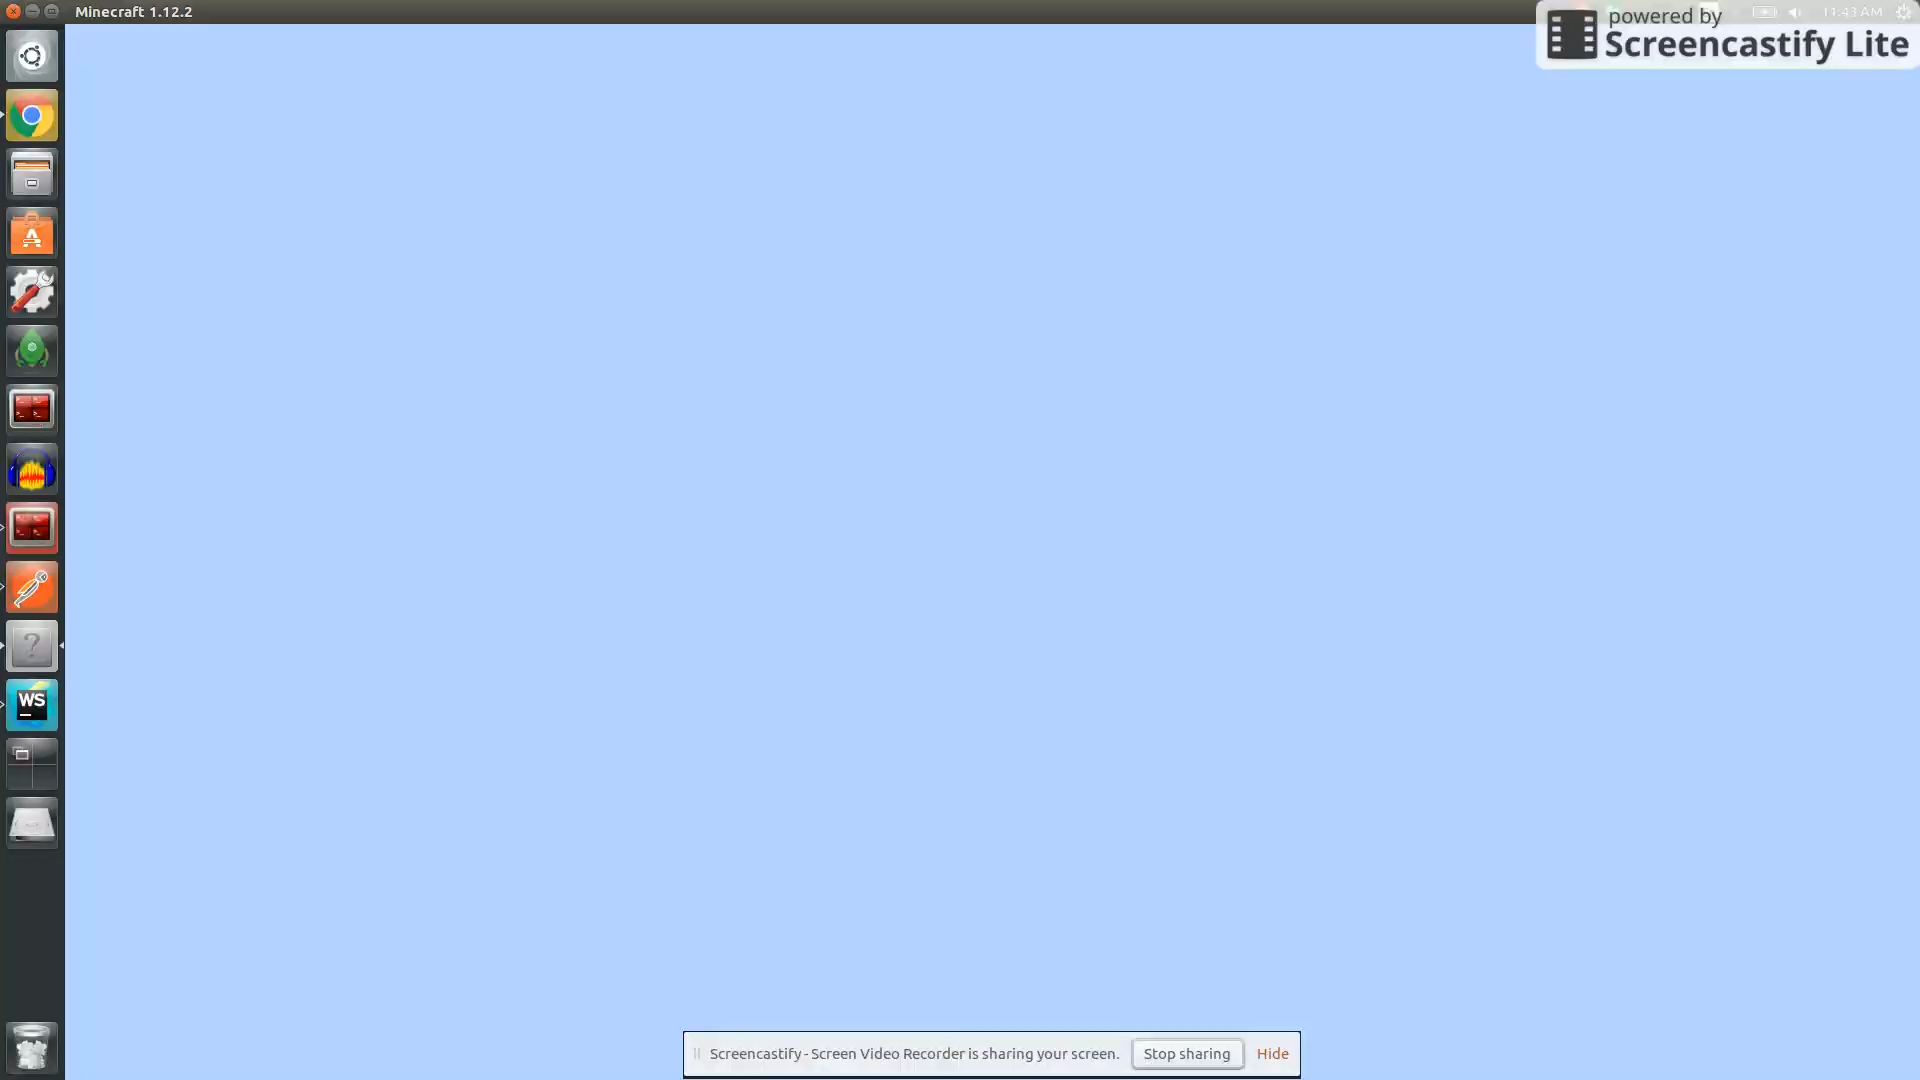 Minecraft 1.12.2
11:43 AM
powered by
Screencastify Lite
A
?
WS
Screencastify - Screen Video Recorder is sharing your screen.
Stop sharing
Hide